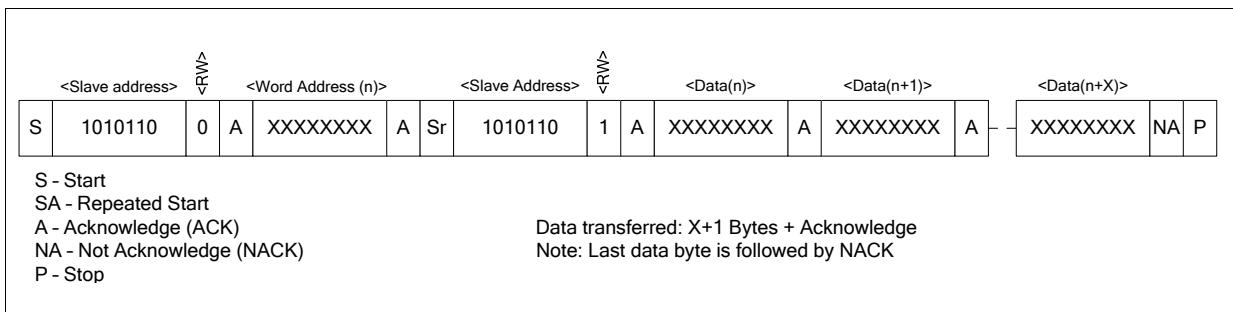 <Slave address> <RW> <Word Address (n)> <Slave Address> <RW> <Data(n)> <Data(n+1)> <Data(n+X)>
S 1010110 0 A XXXXXXXX A Sr 1010110 1 A XXXXXXXX A XXXXXXXX A XXXXXXXX NA P
S - Start
SA - Repeated Start
A - Acknowledge (ACK)
NA - Not Acknowledge (NACK)
P - Stop
Data transferred: X+1 Bytes + Acknowledge
Note: Last data byte is followed by NACK